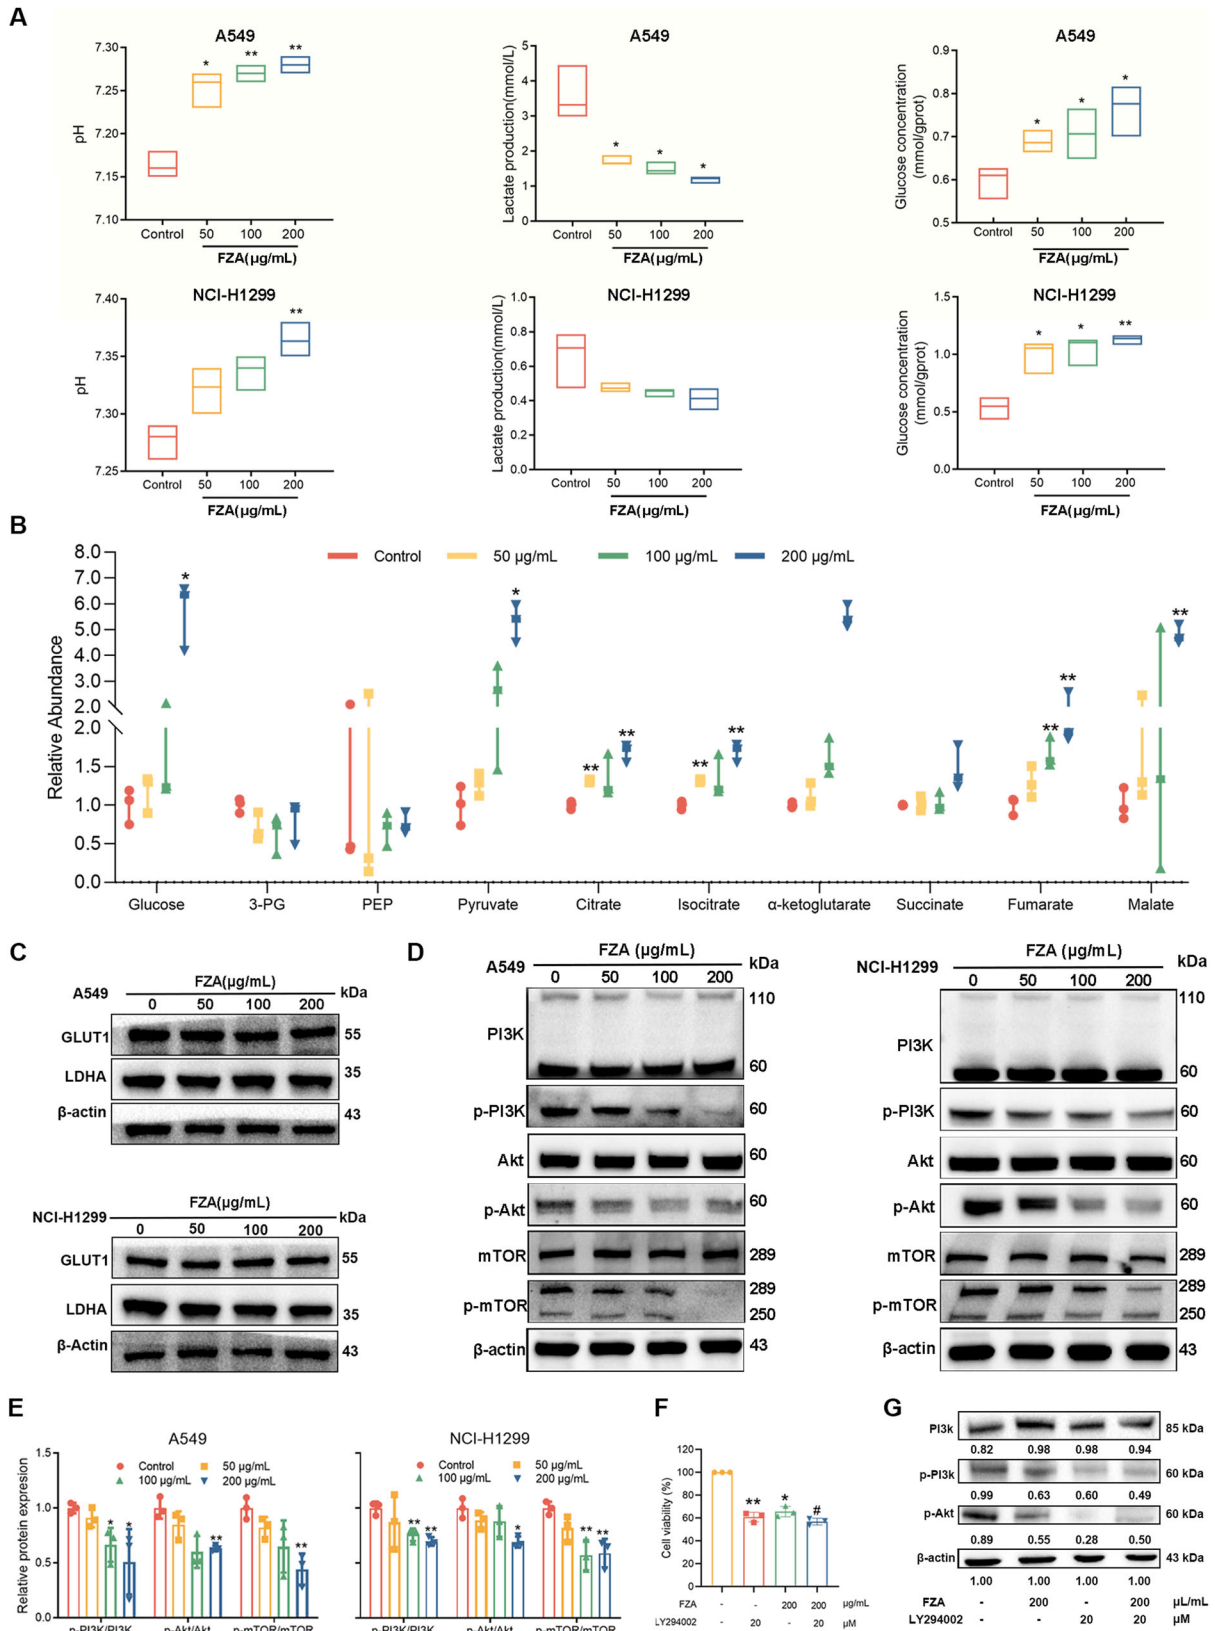 A
A549
7.30
7.25
7.20
7.15
7.10
pH
* ** **
Control 50 100 200
FZA(μg/mL)
A549
5
4
3
2
1
0
Lactate production(mmol/L)
* * *
Control 50 100 200
FZA(μg/mL)
A549
0.9
0.8
0.7
0.6
0.5
Glucose concentration
(mmol/gprot)
* * *
Control 50 100 200
FZA(μg/mL)
NCI-H1299
7.40
7.35
7.30
7.25
pH
**
Control 50 100 200
FZA(μg/mL)
NCI-H1299
1.0
0.8
0.6
0.4
0.2
0.0
Lactate production(mmol/L)
Control 50 100 200
FZA(μg/mL)
NCI-H1299
1.5
1.0
0.5
0.0
Glucose concentration
(mmol/gprot)
* * **
Control 50 100 200
FZA(μg/mL)
B
Control 50 μg/mL 100 μg/mL 200 μg/mL
8.0
7.0
6.0
5.0
4.0
3.0
2.0
2.0
1.5
1.0
0.5
0.0
Relative Abundance
* * ** ** ** ** ** ** **
Glucose 3-PG PEP Pyruvate Citrate Isocitrate α-ketoglutarate Succinate Fumarate Malate
C
FZA(μg/mL)
A549 0 50 100 200 kDa
GLUT1 55
LDHA 35
β-actin 43
FZA(μg/mL)
NCI-H1299 0 50 100 200 kDa
GLUT1 55
LDHA 35
β-Actin 43
D
FZA (μg/mL)
A549 0 50 100 200 kDa
110
PI3K
60
p-PI3K 60
Akt 60
p-Akt 60
mTOR 289
289
p-mTOR
250
β-actin 43
FZA (μg/mL)
NCI-H1299 0 50 100 200 kDa
110
PI3K
60
p-PI3K 60
Akt 60
p-Akt 60
mTOR 289
289
p-mTOR
250
β-actin 43
E
A549
Control 50 μg/mL
100 μg/mL 200 μg/mL
1.5
1.0
0.5
0.0
Relative protein expresion
* * ** **
p-PI3K/PI3K p-Akt/Akt p-mTOR/mTOR
NCI-H1299
Control 50 μg/mL
100 μg/mL 200 μg/mL
** ** * ** **
p-PI3K/PI3K p-Akt/Akt p-mTOR/mTOR
F
120
100
80
60
40
20
0
Cell viability (%)
** * #
FZA - - 200 200 μg/mL
LY294002 - 20 - 20 μM
G
PI3k 85 kDa
0.82 0.98 0.98 0.94
p-PI3k 60 kDa
0.99 0.63 0.60 0.49
p-Akt 60 kDa
0.89 0.55 0.28 0.50
β-actin 43 kDa
1.00 1.00 1.00 1.00
FZA - 200 - 200 μL/mL
LY294002 - - 20 20 μM